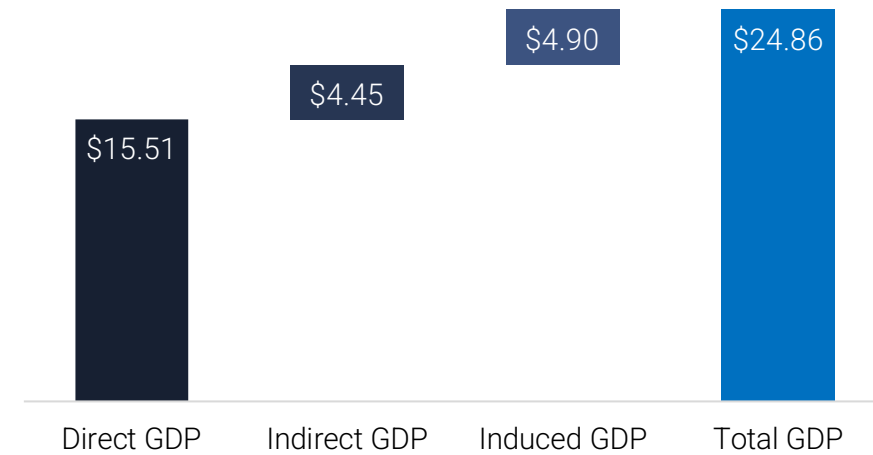 $4.90
$24.86
$4.45
$15.51
Direct GDP
Indirect GDP
Induced GDP
Total GDP